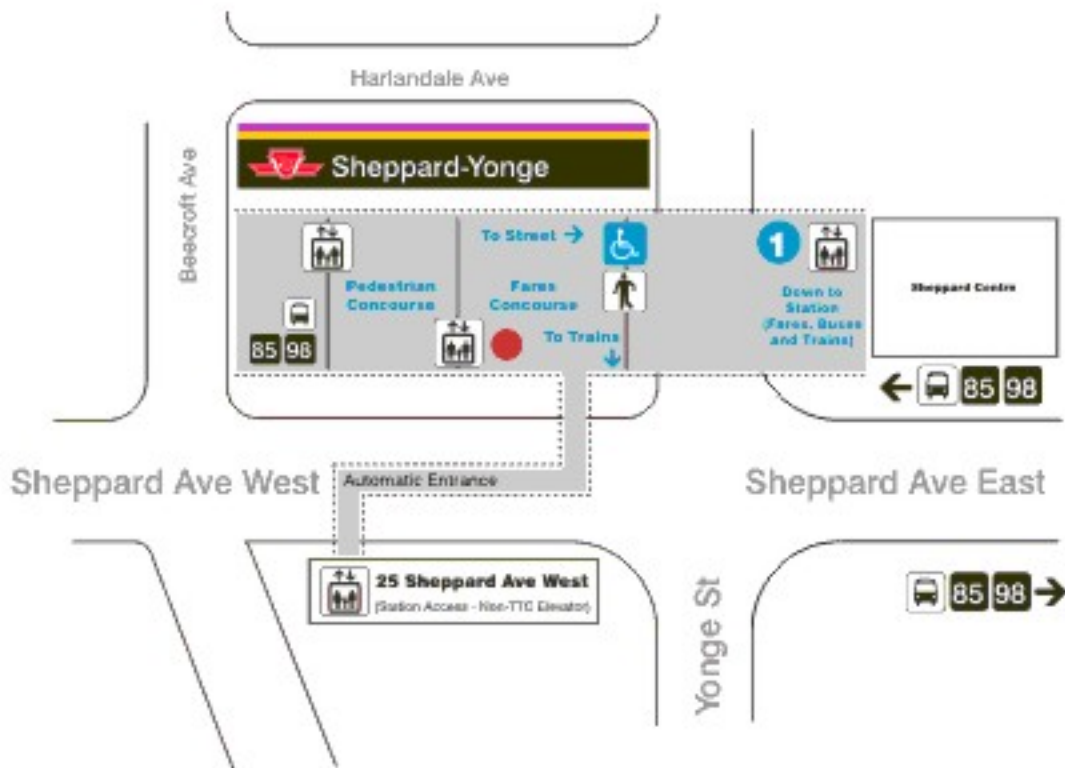 Harlandale Ave
Beecroft Ave
Sheppard-Yonge
To Street →
1
Pedestrian
Concourse
Fares
Concourse
To Trains
↓
85 98
Down to
Station
(Fares, Buses
and Trains)
Sheppard Centre
← 85 98
Sheppard Ave West
Automatic Entrance
Sheppard Ave East
25 Sheppard Ave West
(Station Access - Non-TTC Elevator)
85 98 →
Yonge St